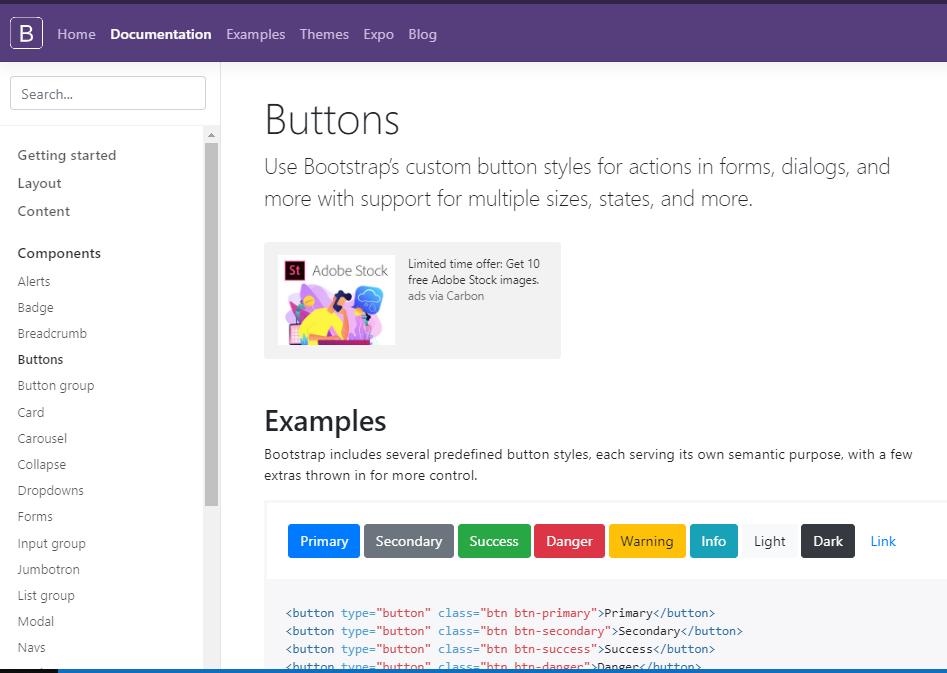 B Home Documentation Examples Themes Expo Blog
Search...
Getting started
Layout
Content
Components
Alerts
Badge
Breadcrumb
Buttons
Button group
Card
Carousel
Collapse
Dropdowns
Forms
Input group
Jumbotron
List group
Modal
Navs
Buttons
Use Bootstrap’s custom button styles for actions in forms, dialogs, and
more with support for multiple sizes, states, and more.
St Adobe Stock
Limited time offer: Get 10
free Adobe Stock images.
ads via Carbon
Examples
Bootstrap includes several predefined button styles, each serving its own semantic purpose, with a few
extras thrown in for more control.
Primary Secondary Success Danger Warning Info Light Dark Link
<button type="button" class="btn btn-primary">Primary</button>
<button type="button" class="btn btn-secondary">Secondary</button>
<button type="button" class="btn btn-success">Success</button>
<button type="button" class="btn btn-danger">Danger</button>